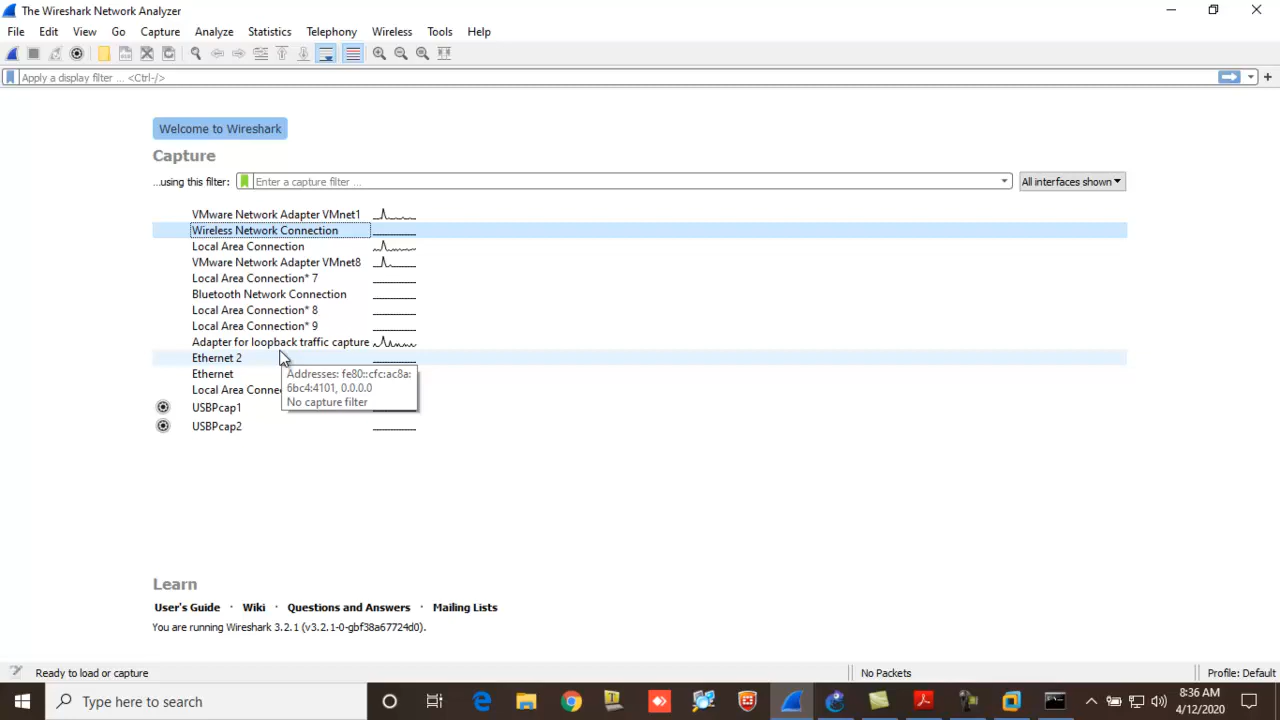 The Wireshark Network Analyzer
File Edit View Go Capture Analyze Statistics Telephony Wireless Tools Help
Apply a display filter ... <Ctrl-/>
Welcome to Wireshark
Capture
...using this filter: Enter a capture filter ... All interfaces shown
VMware Network Adapter VMnet1
Wireless Network Connection
Local Area Connection
VMware Network Adapter VMnet8
Local Area Connection* 7
Bluetooth Network Connection
Local Area Connection* 8
Local Area Connection* 9
Adapter for loopback traffic capture
Ethernet 2
Ethernet
Addresses: fe80::cfc:ac8a:
6bc4:4101, 0.0.0.0
No capture filter
Local Area Conne
USBPcap1
USBPcap2
Learn
User's Guide · Wiki · Questions and Answers · Mailing Lists
You are running Wireshark 3.2.1 (v3.2.1-0-gbf38a67724d0).
Ready to load or capture No Packets Profile: Default
Type here to search
8:36 AM
4/12/2020